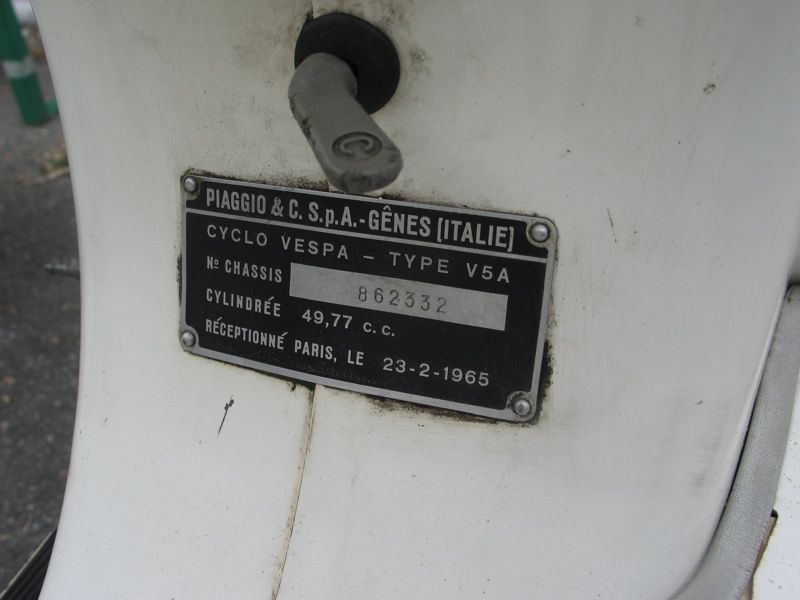 PIAGGIO & C. S.p.A.-GÊNES (ITALIE)
CYCLO VESPA - TYPE V5A
Nº CHASSIS 862332
CYLINDRÉE 49,77 c.c.
RÉCEPTIONNÉ PARIS, LE 23-2-1965